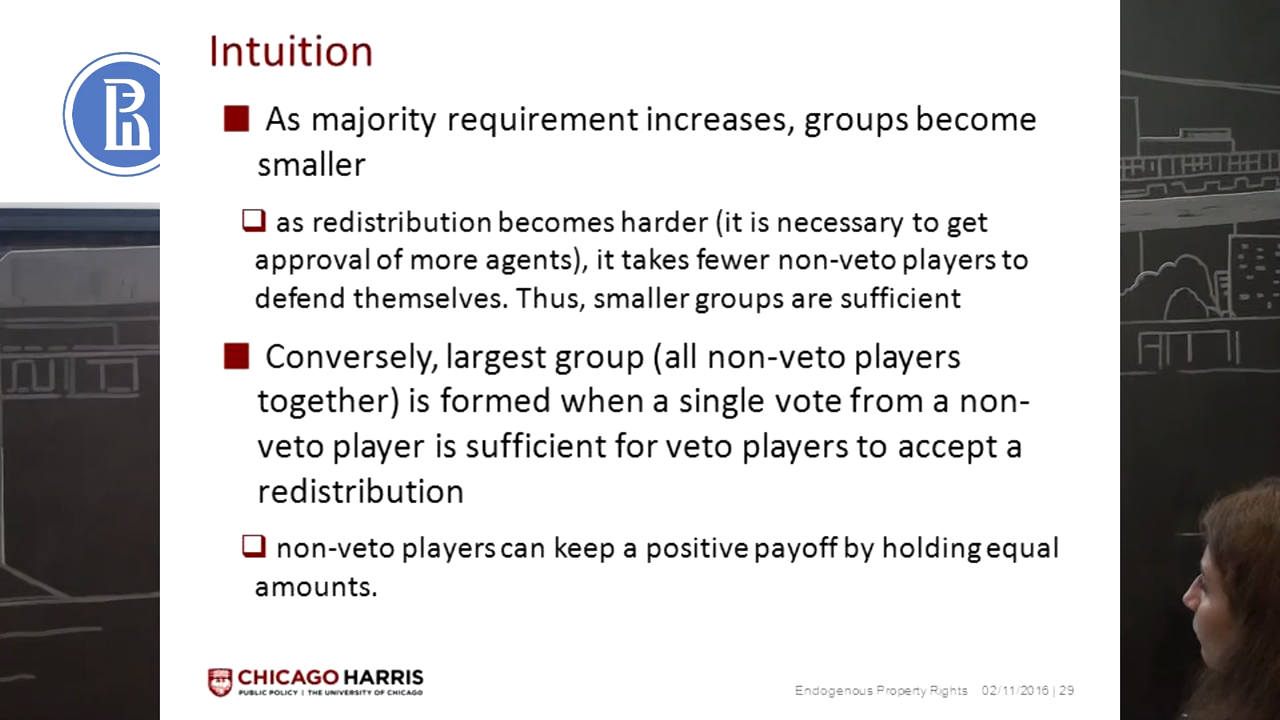 Intuition
As majority requirement increases, groups become
smaller
as redistribution becomes harder (it is necessary to get
approval of more agents), it takes fewer non-veto players to
defend themselves. Thus, smaller groups are sufficient
Conversely, largest group (all non-veto players
together) is formed when a single vote from a non-
veto player is sufficient for veto players to accept a
redistribution
non-veto players can keep a positive payoff by holding equal
amounts.
CHICAGO HARRIS
PUBLIC POLICY | THE UNIVERSITY OF CHICAGO
Endogenous Property Rights 02/11/2016 | 29